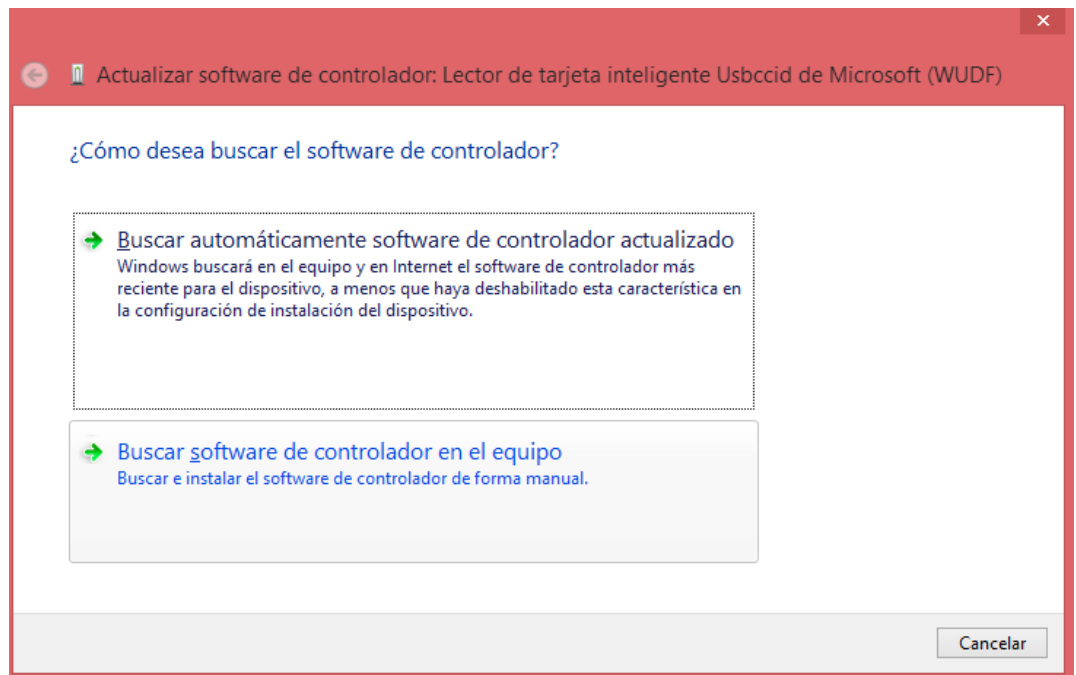 Actualizar software de controlador: Lector de tarjeta inteligente Usbccid de Microsoft (WUDF)
¿Cómo desea buscar el software de controlador?
Buscar automáticamente software de controlador actualizado
Windows buscará en el equipo y en Internet el software de controlador más
reciente para el dispositivo, a menos que haya deshabilitado esta característica en
la configuración de instalación del dispositivo.
Buscar software de controlador en el equipo
Buscar e instalar el software de controlador de forma manual.
Cancelar